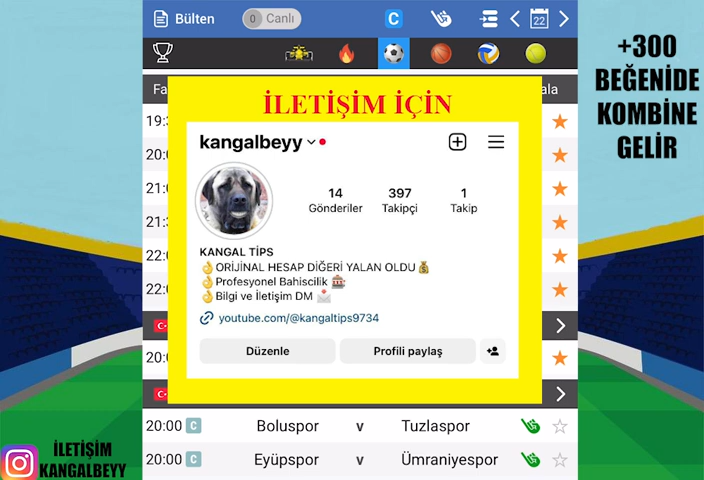 Bülten
0 Canlı
C
22
+300
BEĞENİDE
KOMBİNE
GELİR
Fa
ala
İLETİŞİM İÇİN
kangalbeyy
14
397
1
Gönderiler
Takipçi
Takip
KANGAL TİPS
👌ORİJİNAL HESAP DİĞERİ YALAN OLDU 💰
👌Profesyonel Bahiscilik 🎰
👌Bilgi ve İletişim DM 📩
youtube.com/@kangaltips9734
Düzenle
Profili paylaş
19:3
20:0
21:0
21:3
22:0
22:0
20:0
20:00 C Boluspor v Tuzlaspor
20:00 C Eyüpspor v Ümraniyespor
İLETİŞİM
KANGALBEYY